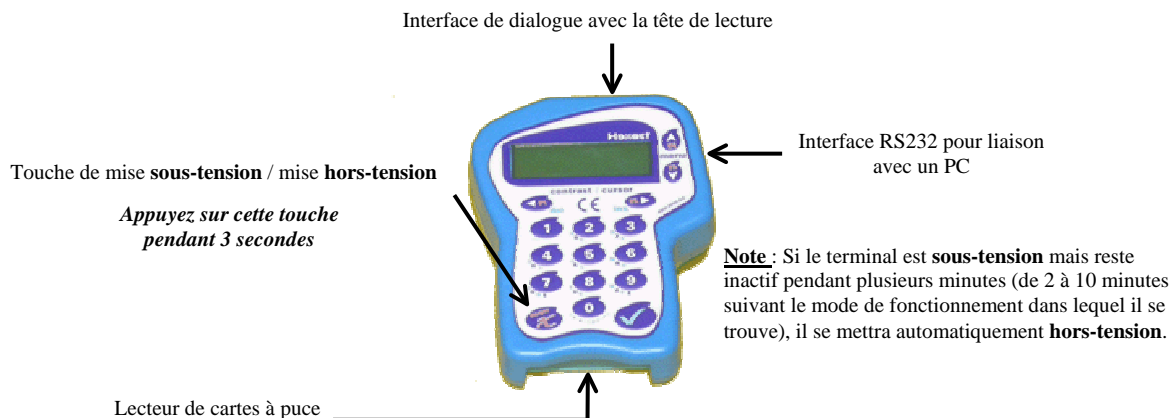 Interface de dialogue avec la tête de lecture
Hexact
Interface RS232 pour liaison
avec un PC
Touche de mise sous-tension / mise hors-tension
Appuyez sur cette touche
pendant 3 secondes
contrast / cursor
CE
1 2 3
4 5 6
7 8 9
0
Note : Si le terminal est sous-tension mais reste
inactif pendant plusieurs minutes (de 2 à 10 minutes
suivant le mode de fonctionnement dans lequel il se
trouve), il se mettra automatiquement hors-tension.
Lecteur de cartes à puce